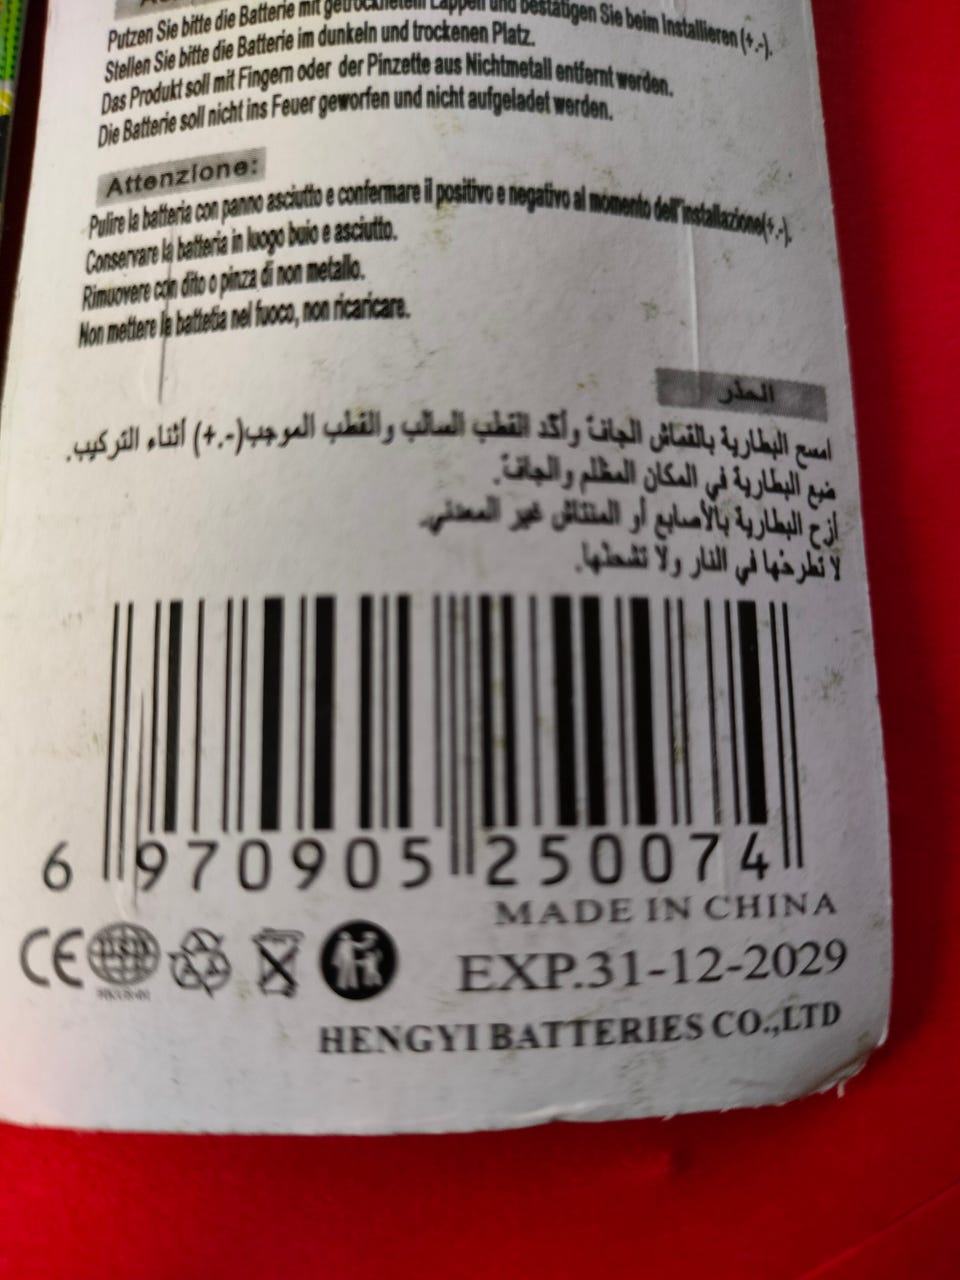 Putzen Sie bitte die Batterie mit getrocknetem Lappen und bestätigen Sie beim Installieren (+.-).
Stellen Sie bitte die Batterie im dunkeln und trockenen Platz.
Das Produkt soll mit Fingern oder der Pinzette aus Nichtmetall entfernt werden.
Die Batterie soll nicht ins Feuer geworfen und nicht aufgeladet werden.
Attenzione:
Pulire la batteria con panno asciutto e confermare il positivo e negativo al momento dell'installazione(+.-).
Conservare la batteria in luogo buio e asciutto.
Rimuovere con dito o pinza di non metallo.
Non mettere la battetia nel fuoco, non ricaricare.
الحذر
امسح البطارية بالقماش الجافّ وأكّد القطب السالب والقطب الموجب(-.+) أثناء التركيب.
ضع البطارية في المكان المظلم والجافّ.
أزح البطارية بالأصابع أو المنتاش غير المعدني.
لا تطرحْها في النار ولا تشحطْها.
6 970905 250074
MADE IN CHINA
CE
EXP.31-12-2029
HENGYI BATTERIES CO.,LTD